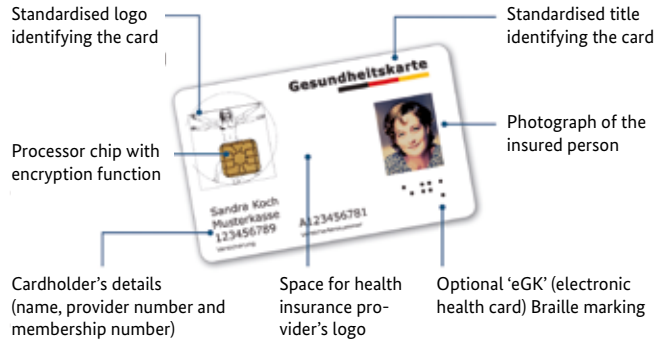 Standardised logo
identifying the card
Standardised title
identifying the card
Gesundheitskarte
Photograph of the
insured person
Processor chip with
encryption function
Sandra Koch
Musterkasse
123456789
Versicherung
A123456781
Versichertennummer
Cardholder's details
(name, provider number and
membership number)
Space for health
insurance pro-
vider's logo
Optional 'eGK' (electronic
health card) Braille marking